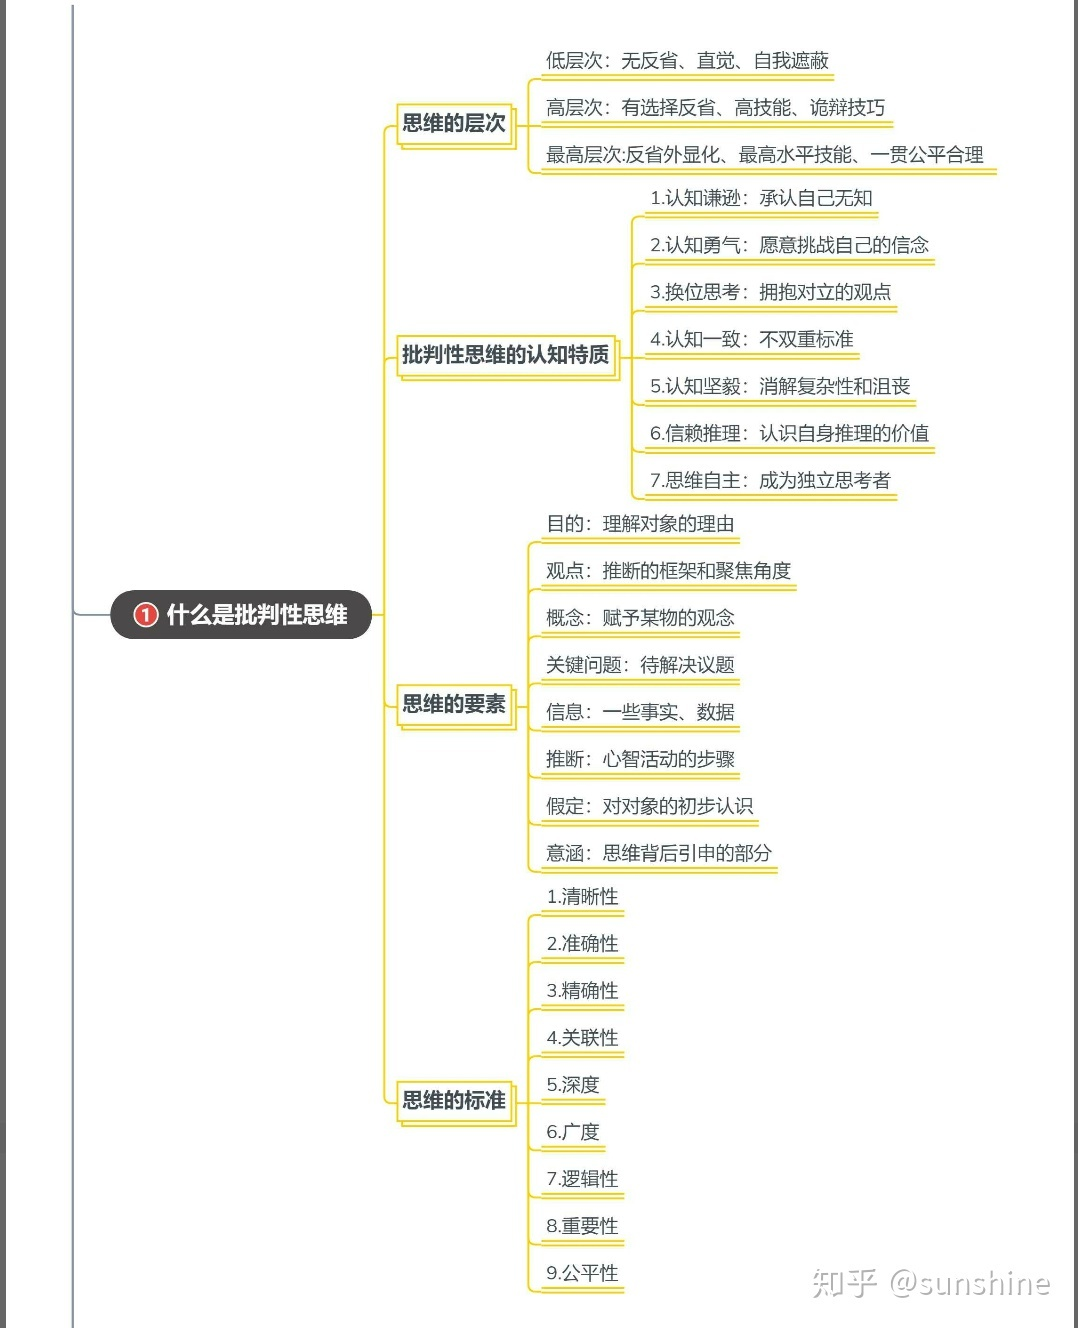 ① 什么是批判性思维
思维的层次
低层次：无反省、直觉、自我遮蔽
高层次：有选择反省、高技能、诡辩技巧
最高层次:反省外显化、最高水平技能、一贯公平合理
批判性思维的认知特质
1.认知谦逊：承认自己无知
2.认知勇气：愿意挑战自己的信念
3.换位思考：拥抱对立的观点
4.认知一致：不双重标准
5.认知坚毅：消解复杂性和沮丧
6.信赖推理：认识自身推理的价值
7.思维自主：成为独立思考者
思维的要素
目的：理解对象的理由
观点：推断的框架和聚焦角度
概念：赋予某物的观念
关键问题：待解决议题
信息：一些事实、数据
推断：心智活动的步骤
假定：对对象的初步认识
意涵：思维背后引申的部分
思维的标准
1.清晰性
2.准确性
3.精确性
4.关联性
5.深度
6.广度
7.逻辑性
8.重要性
9.公平性
知乎 @sunshine